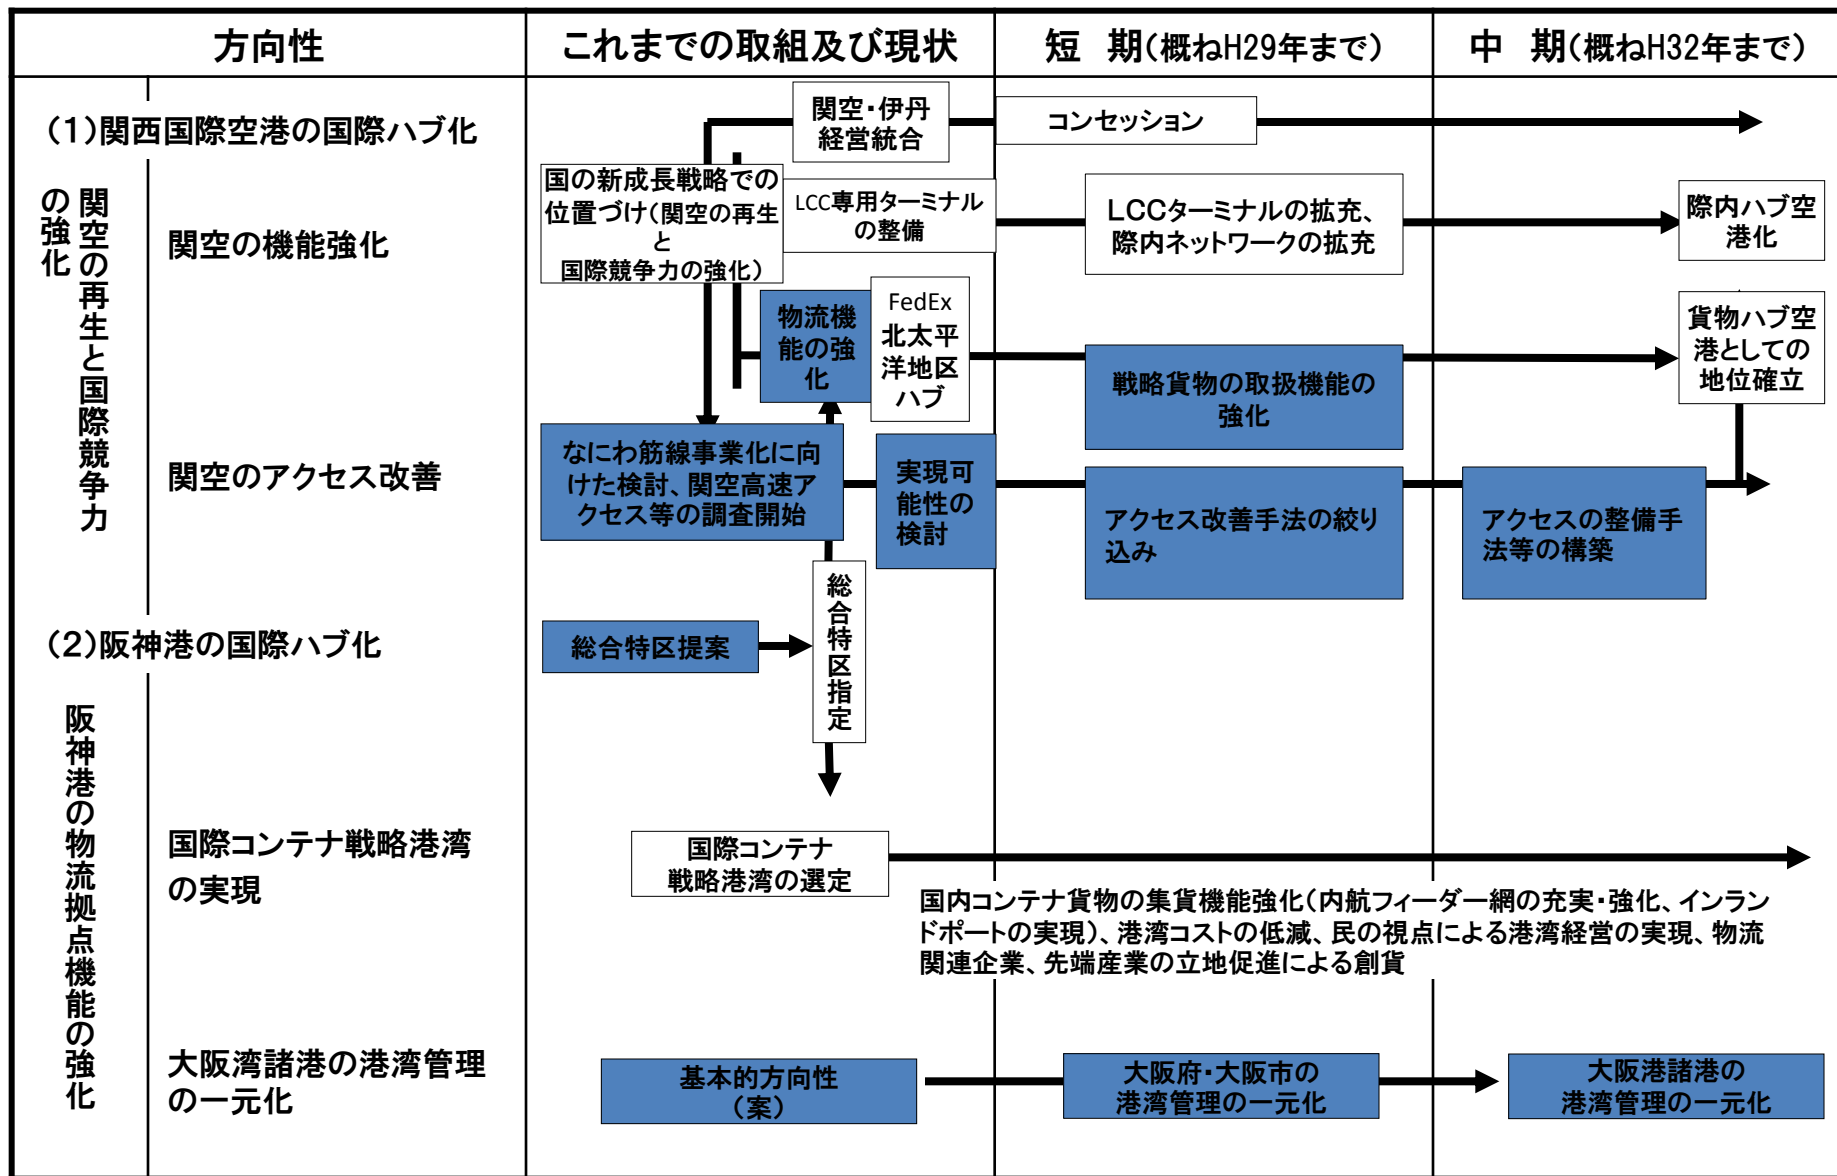 方向性
これまでの取組及び現状
短　期(概ねH29年まで)
中　期(概ねH32年まで)
(1)関西国際空港の国際ハブ化
関空・伊丹
経営統合
コンセッション
関空の再生と国際競争力
の強化
関空の機能強化
国の新成長戦略での
位置づけ(関空の再生
と
国際競争力の強化)
LCC専用ターミナル
の整備
LCCターミナルの拡充、
際内ネットワークの拡充
際内ハブ空
港化
物流機
能の強
化
FedEx
北太平
洋地区
ハブ
戦略貨物の取扱機能の
強化
貨物ハブ空
港としての
地位確立
関空のアクセス改善
なにわ筋線事業化に向
けた検討、関空高速ア
クセス等の調査開始
実現可
能性の
検討
アクセス改善手法の絞り
込み
アクセスの整備手
法等の構築
(2)阪神港の国際ハブ化
総合特区提案
総合特区指定
阪神港の物流拠点機能の強化
国際コンテナ戦略港湾
の実現
国際コンテナ
戦略港湾の選定
国内コンテナ貨物の集貨機能強化(内航フィーダー網の充実・強化、インラン
ドポートの実現)、港湾コストの低減、民の視点による港湾経営の実現、物流
関連企業、先端産業の立地促進による創貨
大阪湾諸港の港湾管理
の一元化
基本的方向性
(案)
大阪府・大阪市の
港湾管理の一元化
大阪港諸港の
港湾管理の一元化